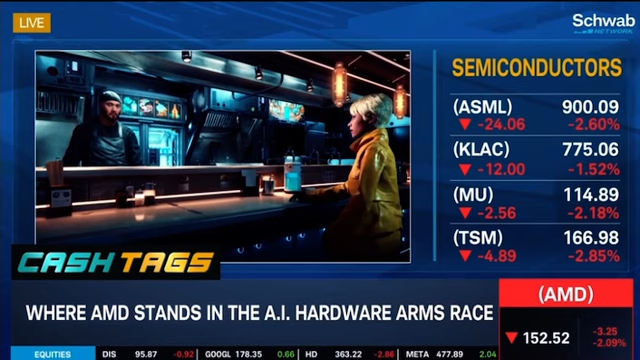 LIVE
Schwab
NETWORK
SEMICONDUCTORS
(ASML) 900.09
▼ -24.06 -2.60%
(KLAC) 775.06
▼ -12.00 -1.52%
(MU) 114.89
▼ -2.56 -2.18%
(TSM) 166.98
▼ -4.89 -2.85%
CASH TAGS
WHERE AMD STANDS IN THE A.I. HARDWARE ARMS RACE
(AMD)
▼ 152.52 -3.25
-2.09%
EQUITIES DIS 95.87 -0.92 GOOGL 178.35 0.66 HD 363.22 -2.86 META 477.89 2.04